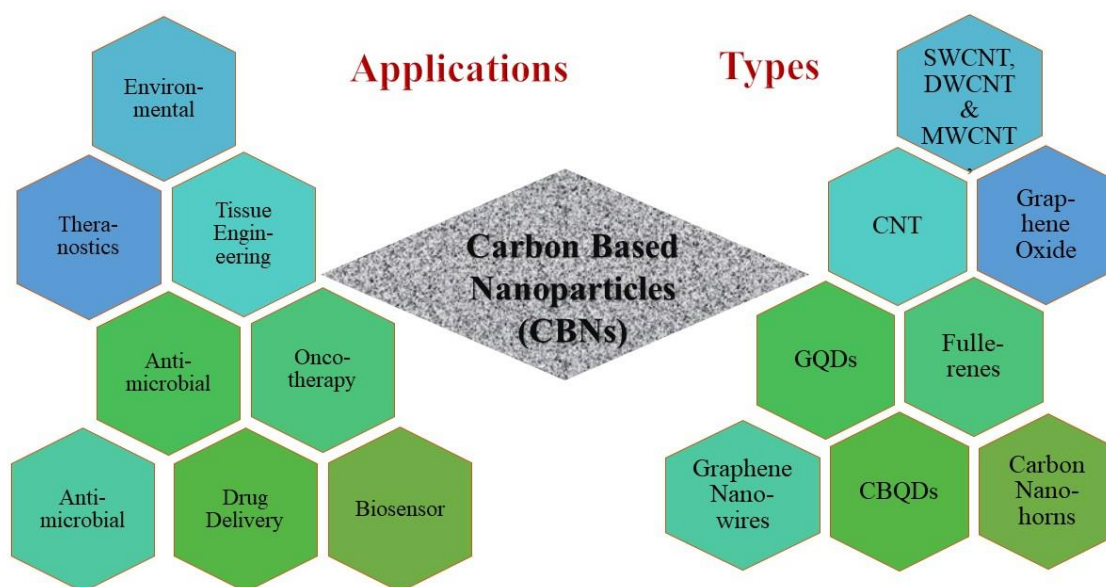 Applications
Environ-
mental
Thera-
nostics
Tissue
Engin-
eering
Anti-
microbial
Onco-
therapy
Anti-
microbial
Drug
Delivery
Biosensor
Carbon Based
Nanoparticles
(CBNs)
Types
SWCNT,
DWCNT
&
MWCNT
,
CNT
Grap-
hene
Oxide
GQDs
Fulle-
renes
Graphene
Nano-
wires
CBQDs
Carbon
Nano-
horns